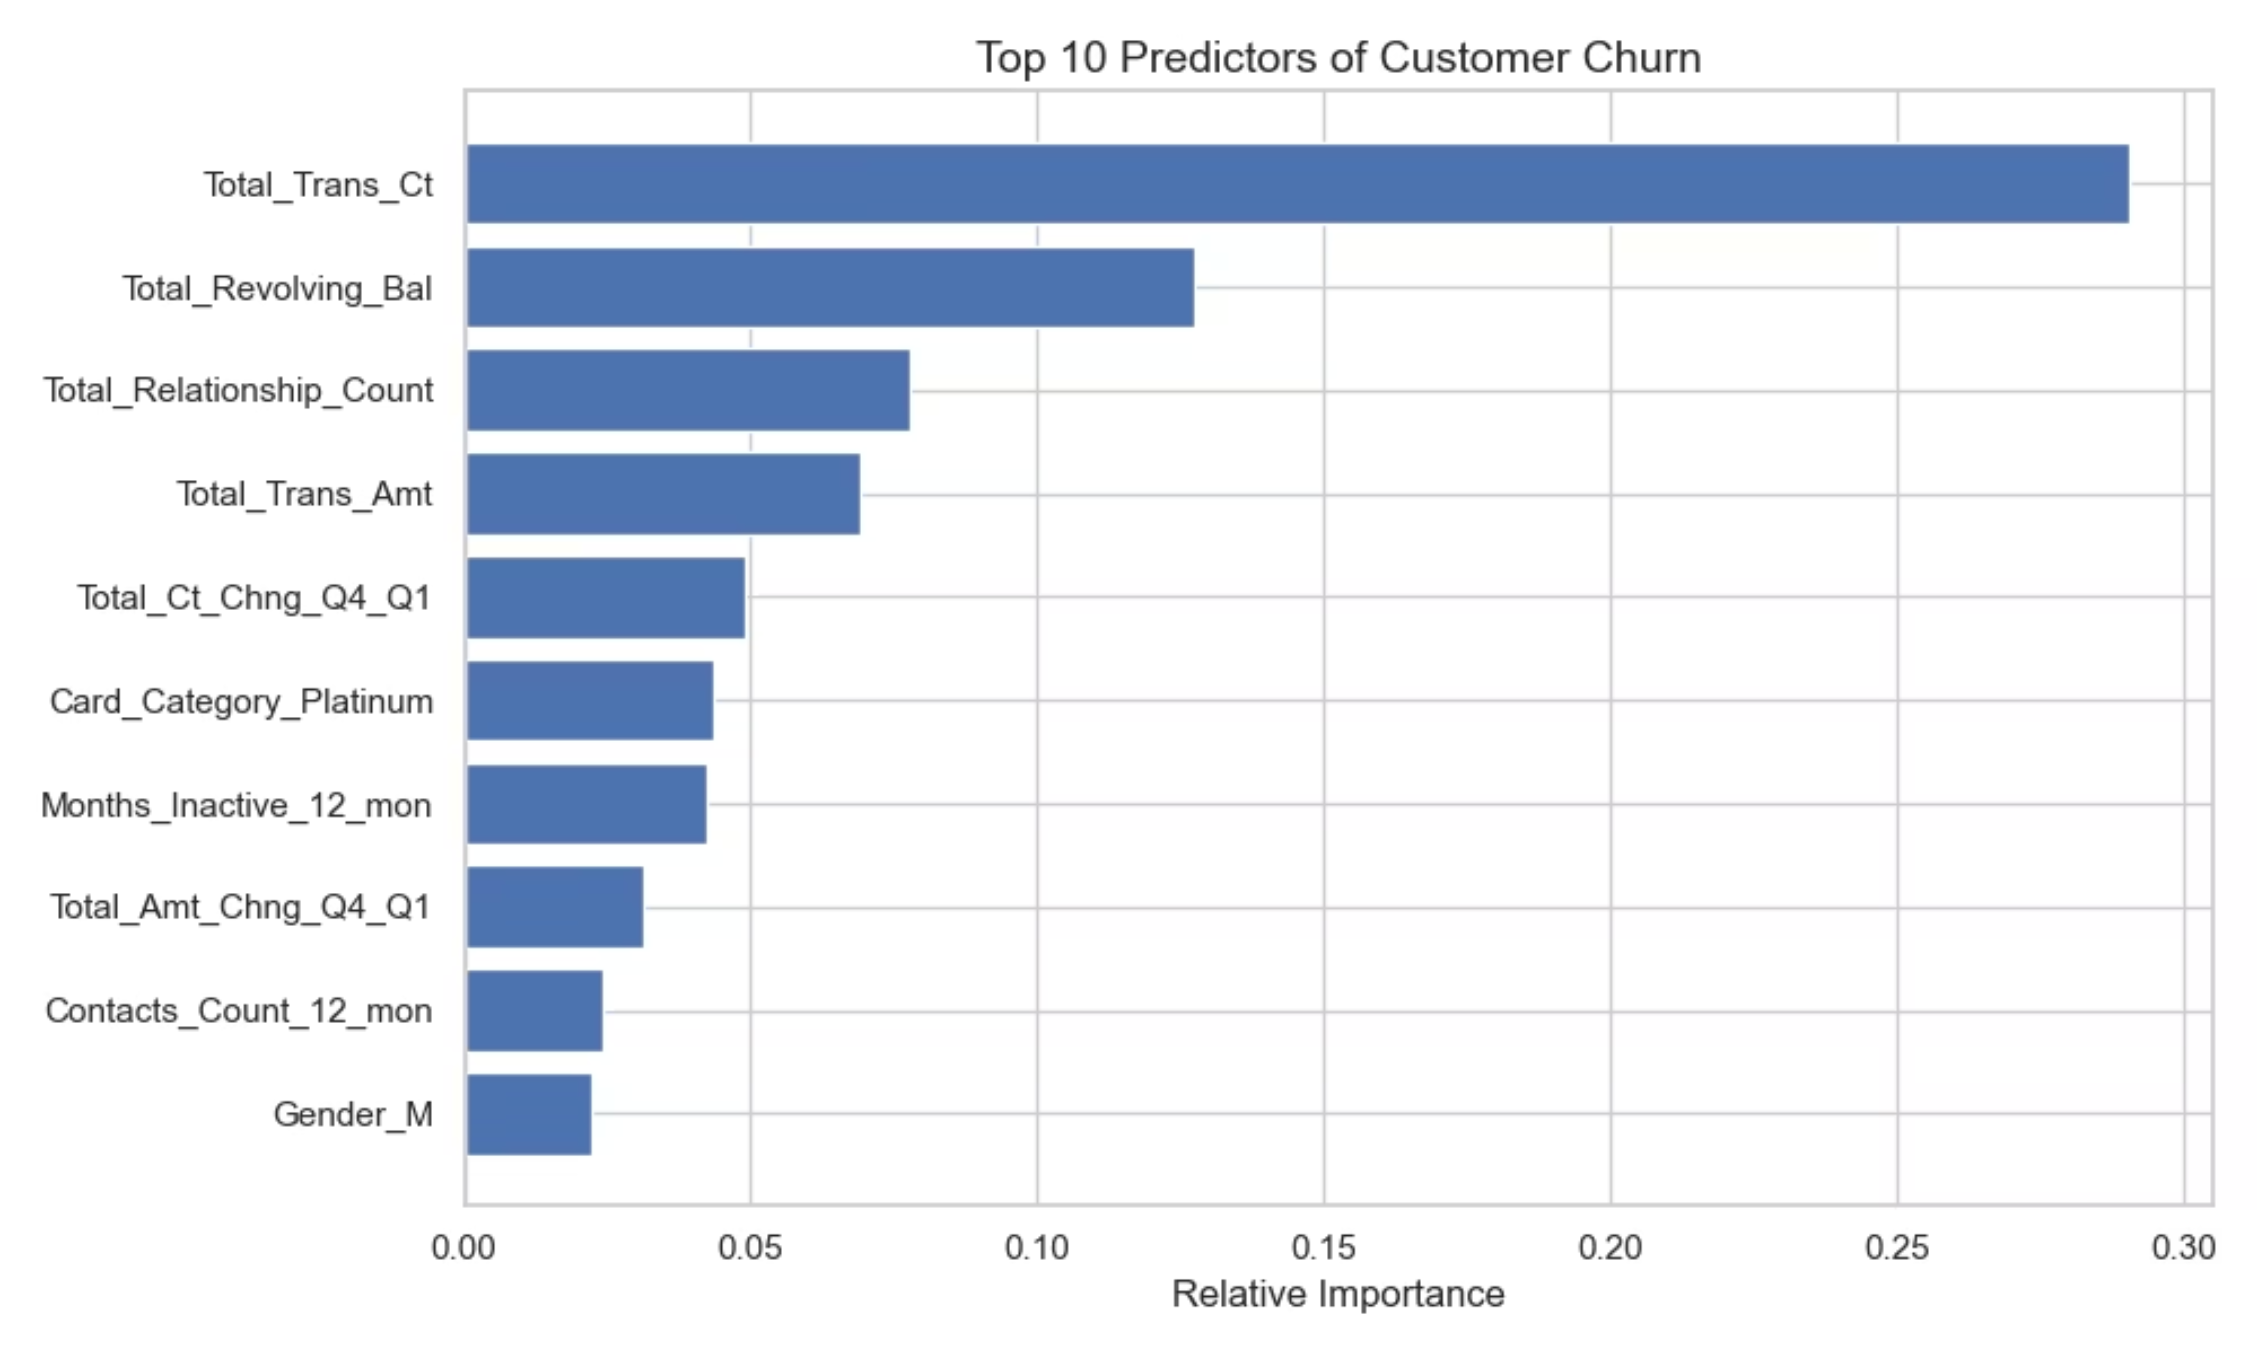 Top 10 Predictors of Customer Churn
Total_Trans_Ct
Total_Revolving_Bal
Total_Relationship_Count
Total_Trans_Amt
Total_Ct_Chng_Q4_Q1
Card_Category_Platinum
Months_Inactive_12_mon
Total_Amt_Chng_Q4_Q1
Contacts_Count_12_mon
Gender_M
0.00 0.05 0.10 0.15 0.20 0.25 0.30
Relative Importance